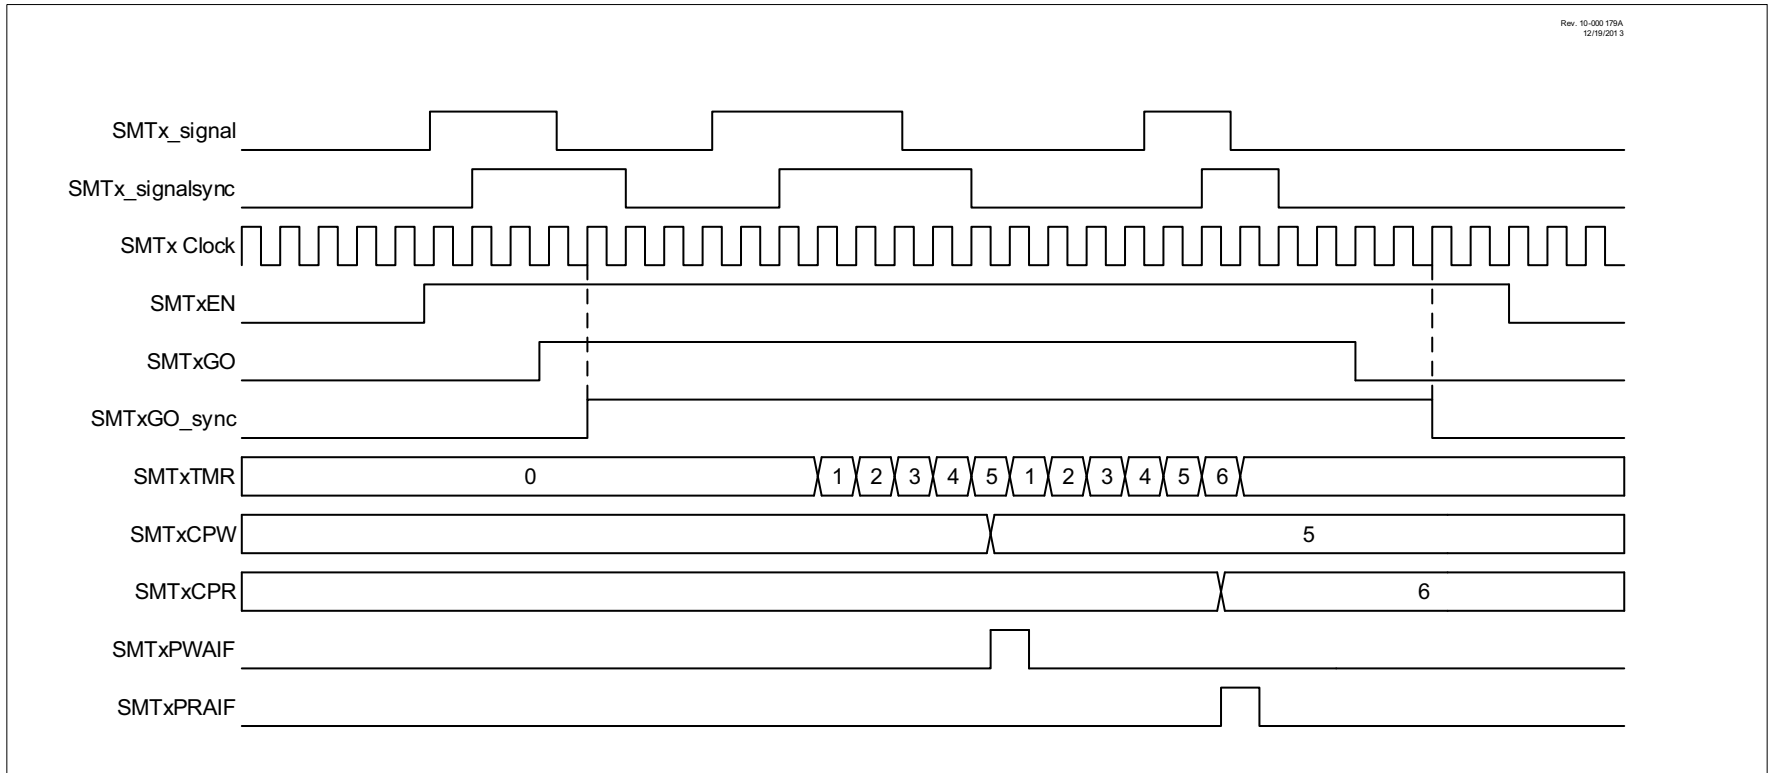 Rev. 10-000 179A
12/19/2013
SMTx_signal
SMTx_signalsync
SMTx Clock
SMTxEN
SMTxGO
SMTxGO_sync
SMTxTMR 0 1 2 3 4 5 1 2 3 4 5 6
SMTxCPW 5
SMTxCPR 6
SMTxPWAIF
SMTxPRAIF